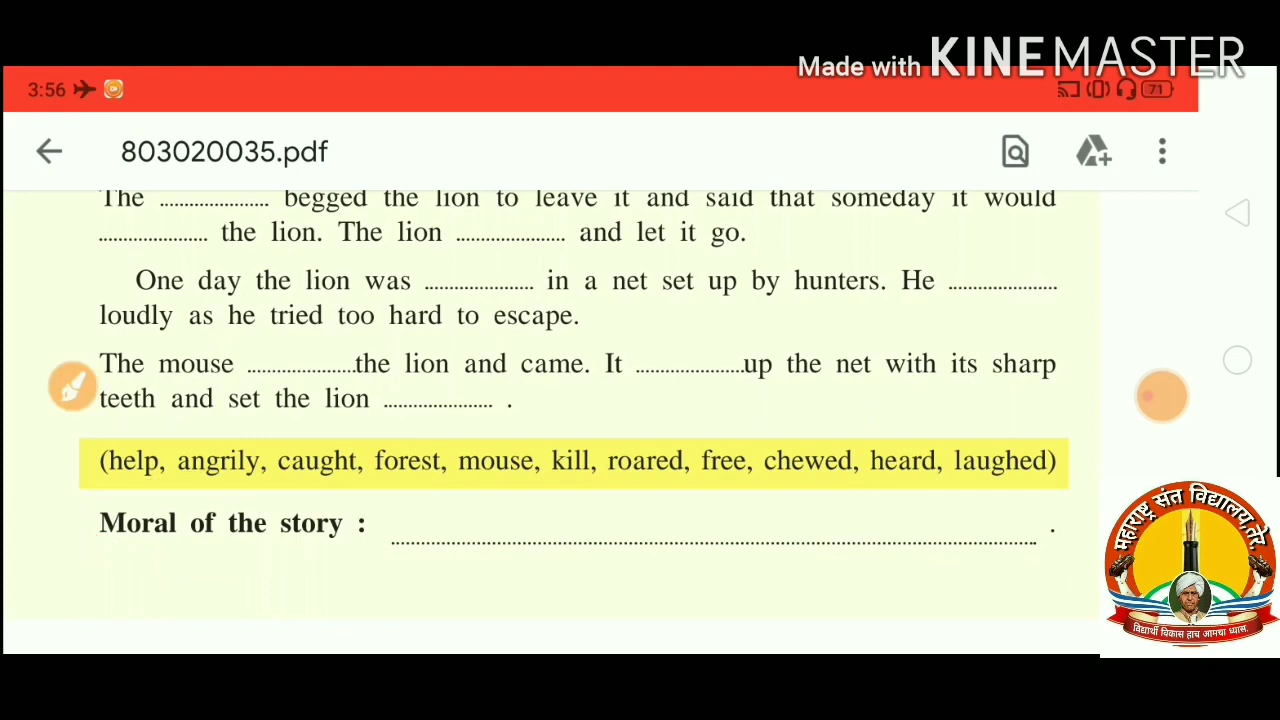 Made with KINEMASTER
3:56
71
803020035.pdf
The ..................... begged the lion to leave it and said that someday it would
..................... the lion. The lion ..................... and let it go.
One day the lion was ..................... in a net set up by hunters. He .....................
loudly as he tried too hard to escape.
The mouse .....................the lion and came. It .....................up the net with its sharp
teeth and set the lion ..................... .
(help, angrily, caught, forest, mouse, kill, roared, free, chewed, heard, laughed)
Moral of the story : ............................................................ .
महाराष्ट्र संत विद्यालय,तेर.
विद्यार्थी विकास हाच आमचा ध्यास.